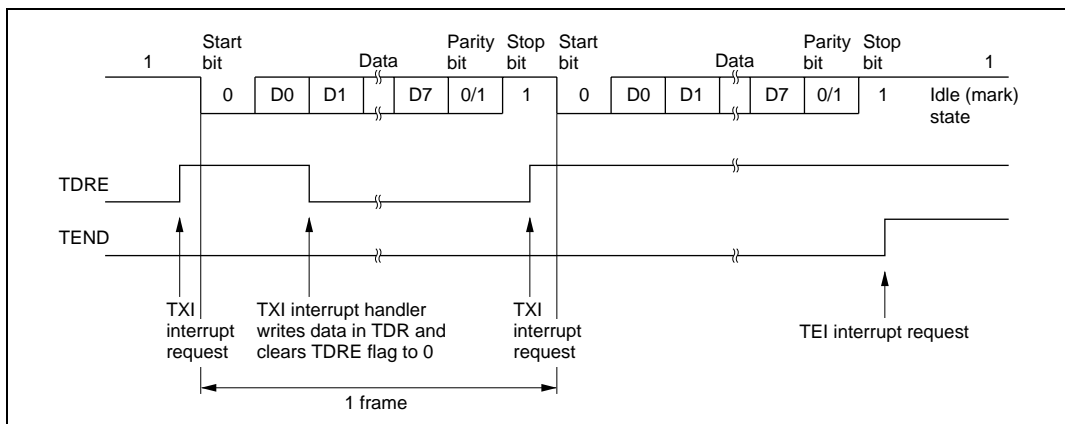 1
Start
bit
Data
Parity
bit
Stop
bit
Start
bit
Data
Parity
bit
Stop
bit
1
0 D0 D1 D7 0/1 1 0 D0 D1 D7 0/1 1
Idle (mark)
state
TDRE
TEND
TXI
interrupt
request
TXI interrupt handler
writes data in TDR and
clears TDRE flag to 0
TXI
interrupt
request
TEI interrupt request
1 frame